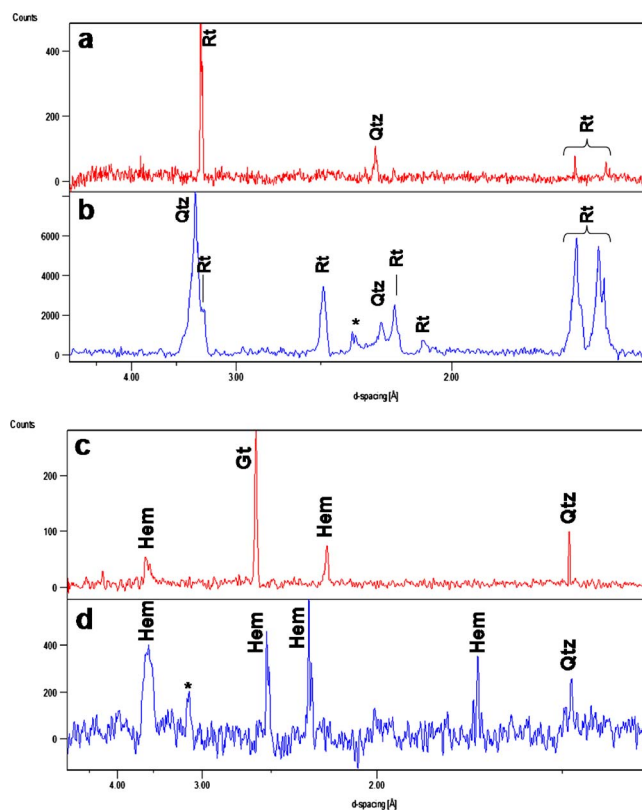 Counts
a
400
200
0
Rt
Qtz
Rt
b
6000
4000
2000
0
Qtz
Rt
Rt
*
Qtz
Rt
Rt
Rt
4.00
3.00
2.00
d-spacing [Å]
Counts
c
200
100
0
Hem
Gt
Hem
Qtz
d
400
200
0
Hem
*
Hem
Hem
Hem
Qtz
4.00
3.00
2.00
d-spacing [Å]